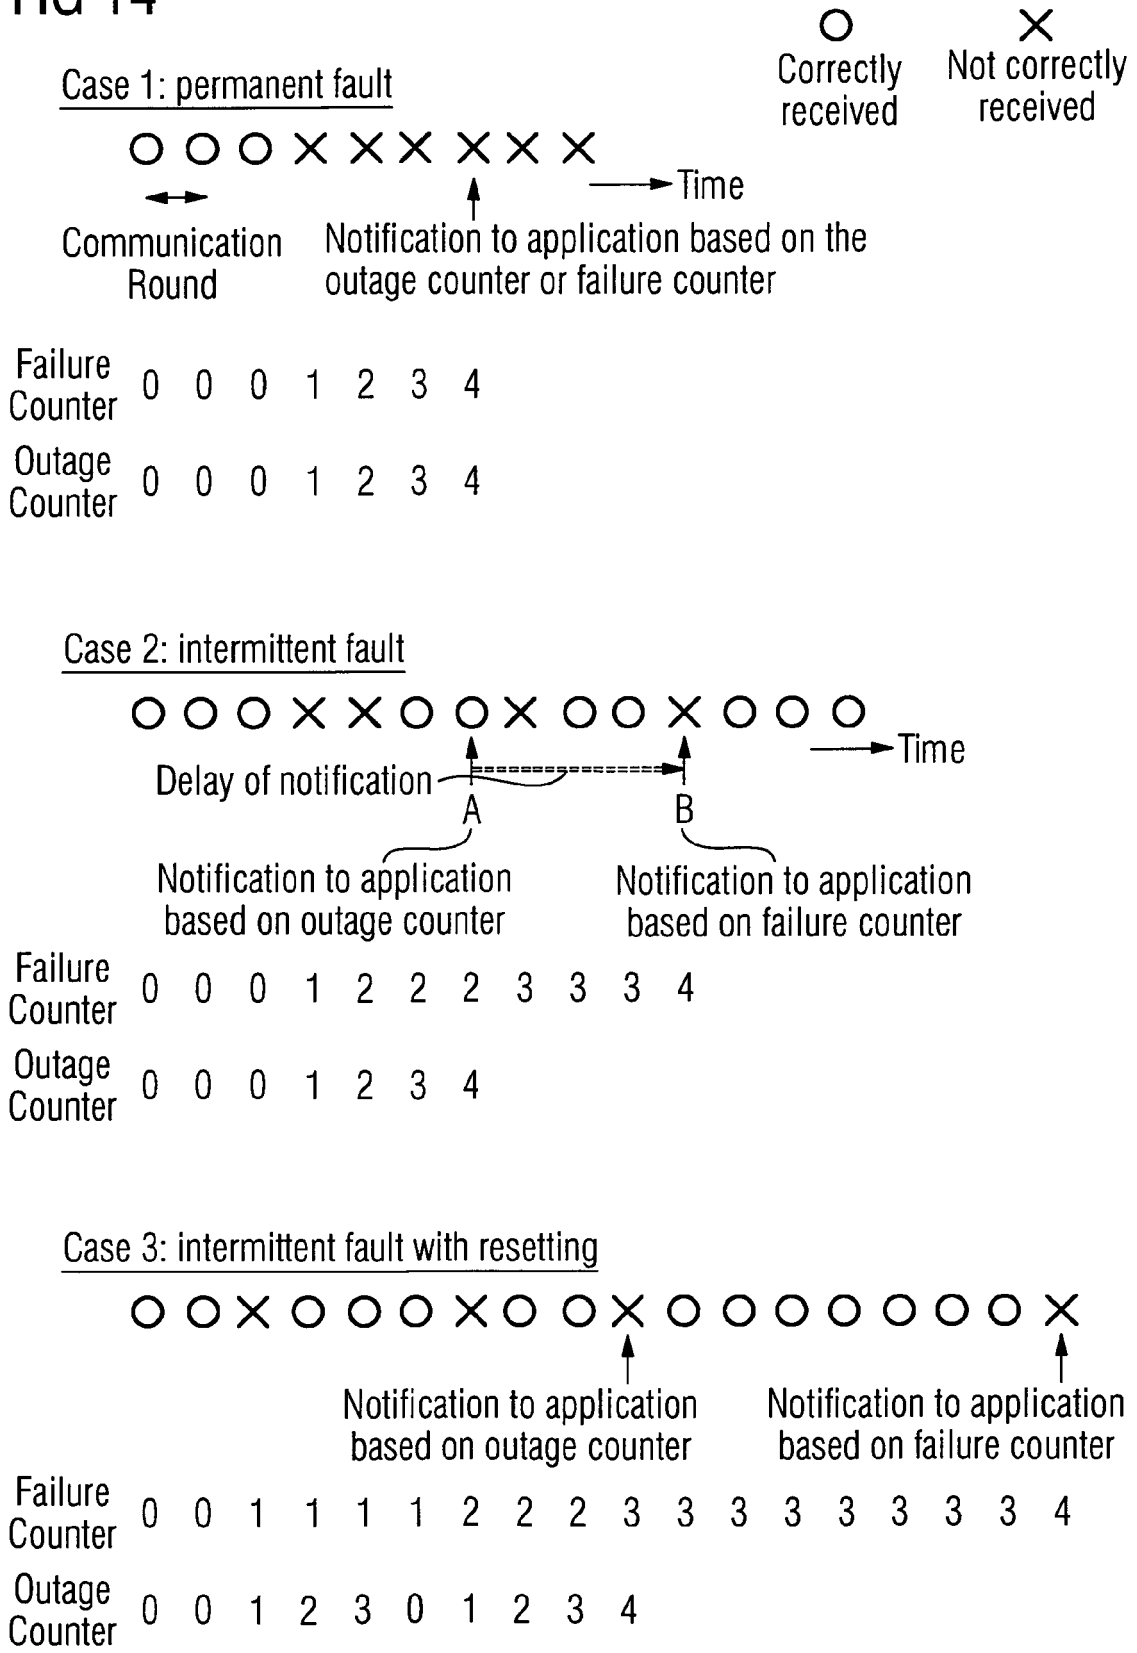 FIG 14
O X
Correctly received
Not correctly received
Case 1: permanent fault
O O O X X X X X X
Time
Communication
Round
Notification to application based on the
outage counter or failure counter
Failure
Counter
0 0 0 1 2 3 4
Outage
Counter
0 0 0 1 2 3 4
Case 2: intermittent fault
O O O X X O O X O O X O O O
Time
Delay of notification
A
B
Notification to application
based on outage counter
Notification to application
based on failure counter
Failure
Counter
0 0 0 1 2 2 2 3 3 3 4
Outage
Counter
0 0 0 1 2 3 4
Case 3: intermittent fault with resetting
O O X O O O X O O X O O O O O O O X
Notification to application
based on outage counter
Notification to application
based on failure counter
Failure
Counter
0 0 1 1 1 1 2 2 2 3 3 3 3 3 3 3 3 4
Outage
Counter
0 0 1 2 3 0 1 2 3 4